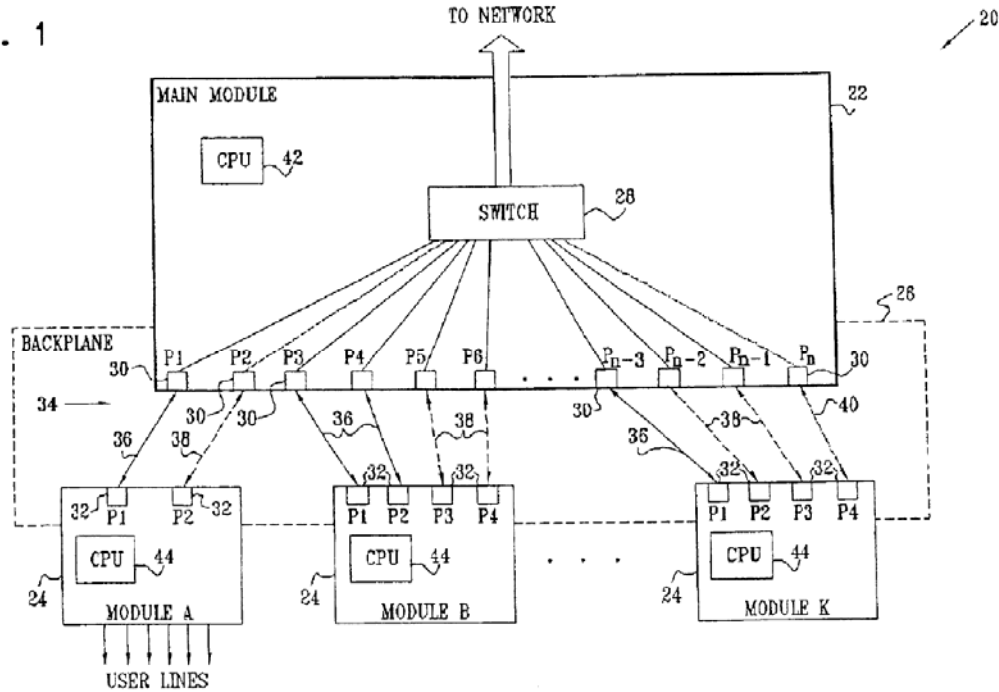 . 1
TO NETWORK
20
MAIN MODULE
22
CPU
42
SWITCH
28
26
BACKPLANE
P1 P2 P3 P4 P5 P6 Pn-3 Pn-2 Pn-1 Pn
30 30 30 . . . 30 30
34
36 38 36 38 36 38 40
32 32 32 32 32 32
P1 P2 P1 P2 P3 P4 P1 P2 P3 P4
CPU 44 CPU 44 . . . CPU 44
24 24 24
MODULE A MODULE B MODULE K
USER LINES